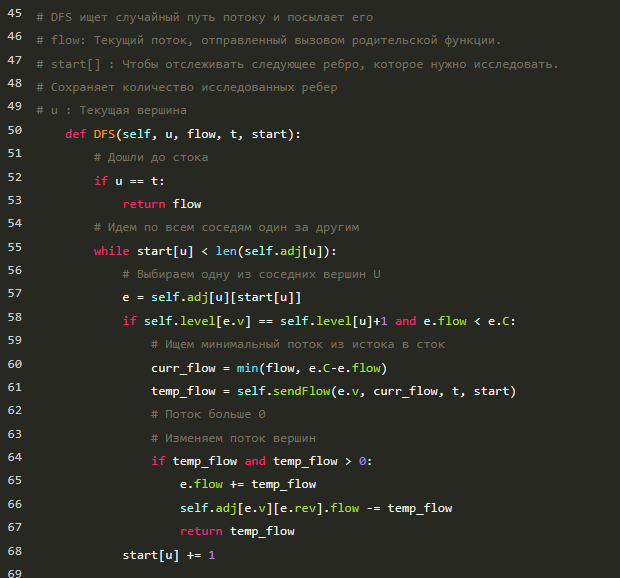 45 # DFS ищет случайный путь потоку и посылает его
46 # flow: Текущий поток, отправленный вызовом родительской функции.
47 # start[] : Чтобы отслеживать следующее ребро, которое нужно исследовать.
48 # Сохраняет количество исследованных ребер
49 # u : Текущая вершина
50 def DFS(self, u, flow, t, start):
51 # Дошли до стока
52 if u == t:
53 return flow
54 # Идем по всем соседям один за другим
55 while start[u] < len(self.adj[u]):
56 # Выбираем одну из соседних вершин U
57 e = self.adj[u][start[u]]
58 if self.level[e.v] == self.level[u]+1 and e.flow < e.C:
59 # Ищем минимальный поток из истока в сток
60 curr_flow = min(flow, e.C-e.flow)
61 temp_flow = self.sendFlow(e.v, curr_flow, t, start)
62 # Поток больше 0
63 # Изменяем поток вершин
64 if temp_flow and temp_flow > 0:
65 e.flow += temp_flow
66 self.adj[e.v][e.rev].flow -= temp_flow
67 return temp_flow
68 start[u] += 1
69